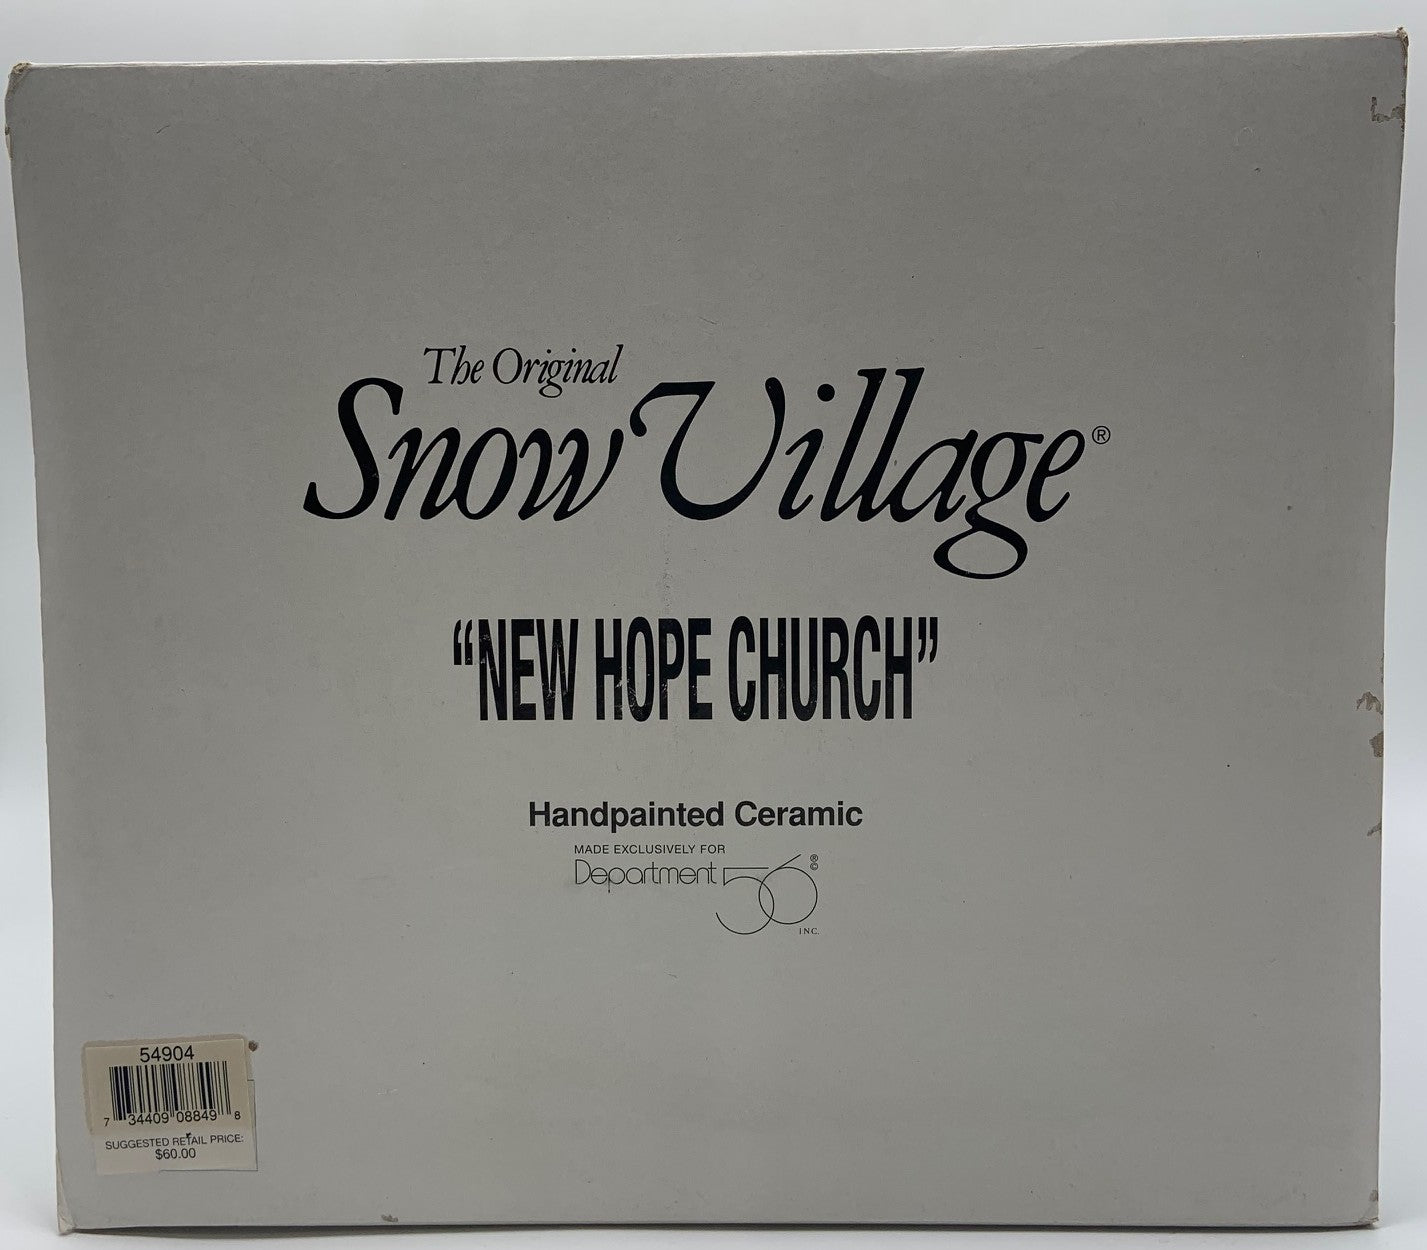 The Original
Snow Village®
“NEW HOPE CHURCH”
Handpainted Ceramic
MADE EXCLUSIVELY FOR
Department 56 ®©
INC.
54904
7 34409 08849 8
SUGGESTED RETAIL PRICE:
$60.00